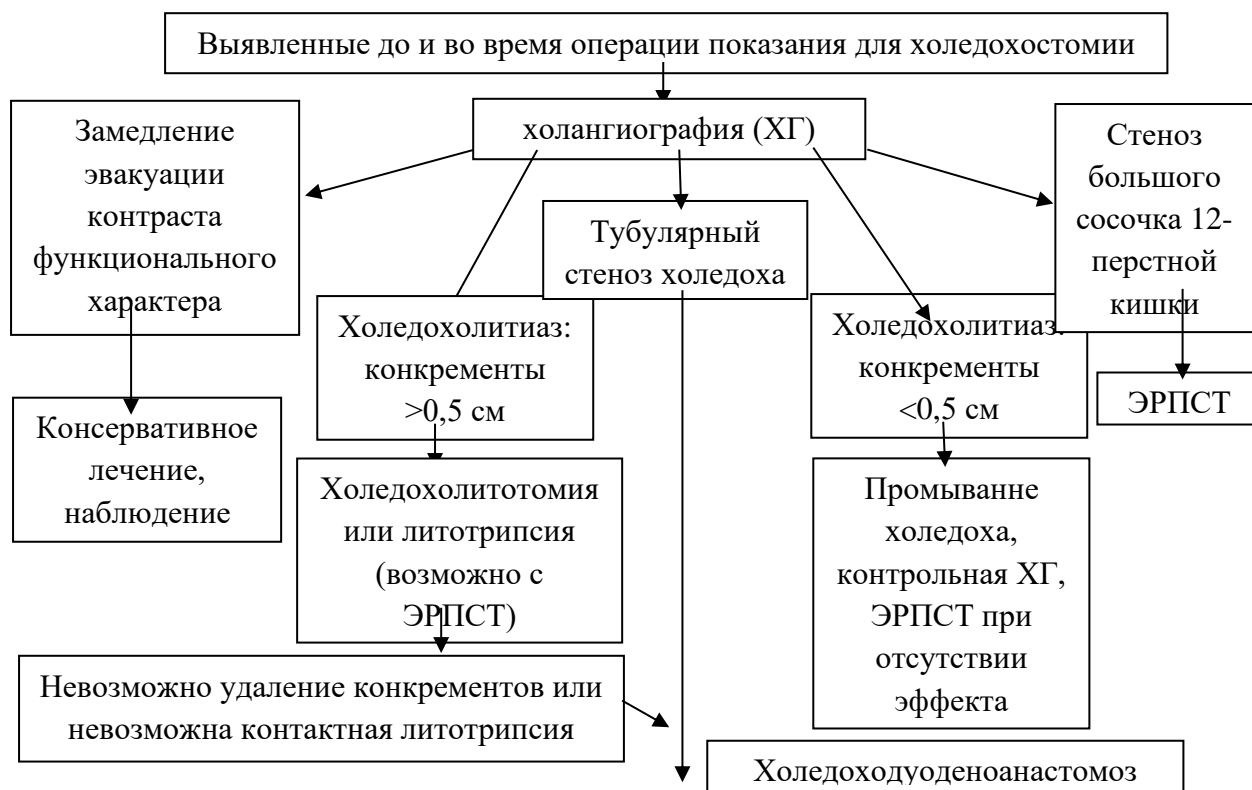 Выявленные до и во время операции показания для холедохостомии
холангиография (ХГ)
Замедление
эвакуации
контраста
функционального
характера
Тубулярный
стеноз холедоха
Стеноз
большого
сосочка 12-
перстной
кишки
Холедохолитиаз:
конкременты
>0,5 см
Холедохолитиаз:
конкременты
<0,5 см
ЭРПСТ
Консервативное
лечение,
наблюдение
Холедохолитотомия
или литотрипсия
(возможно с
ЭРПСТ)
Промыванне
холедоха,
контрольная ХГ,
ЭРПСТ при
отсутствии
эффекта
Невозможно удаление конкрементов или
невозможна контактная литотрипсия
Холедоходуоденоанастомоз